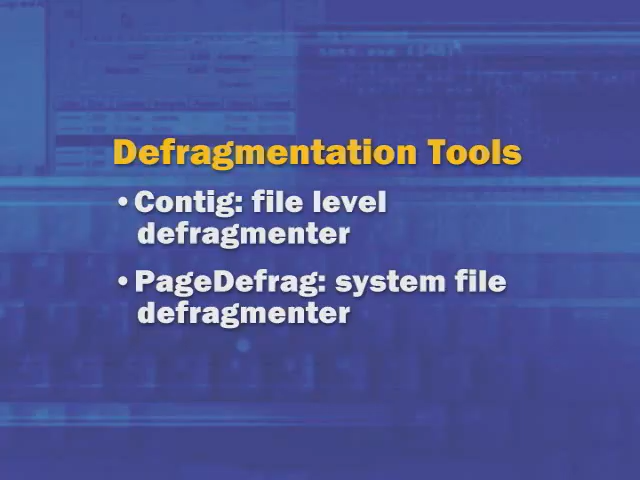 Defragmentation Tools
•Contig: file level
defragmenter
•PageDefrag: system file
defragmenter